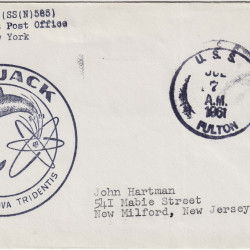 (SS(N)585)
Post Office
York
JACK
VA TRIDENTIS
U.S.S.
JUL
7
A.M.
1961
FULTON
John Hartman
541 Mabie Street
New Milford, New Jersey